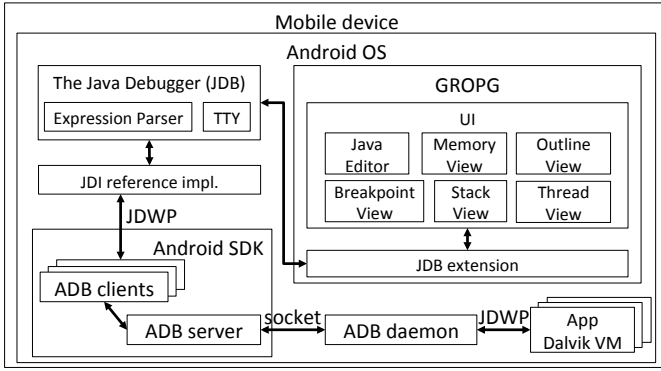 Mobile device
Android OS
The Java Debugger (JDB)
Expression Parser
TTY
JDI reference impl.
JDWP
Android SDK
ADB clients
ADB server
socket
ADB daemon
JDWP
App
Dalvik VM
GROPG
UI
Java
Editor
Memory
View
Outline
View
Breakpoint
View
Stack
View
Thread
View
JDB extension